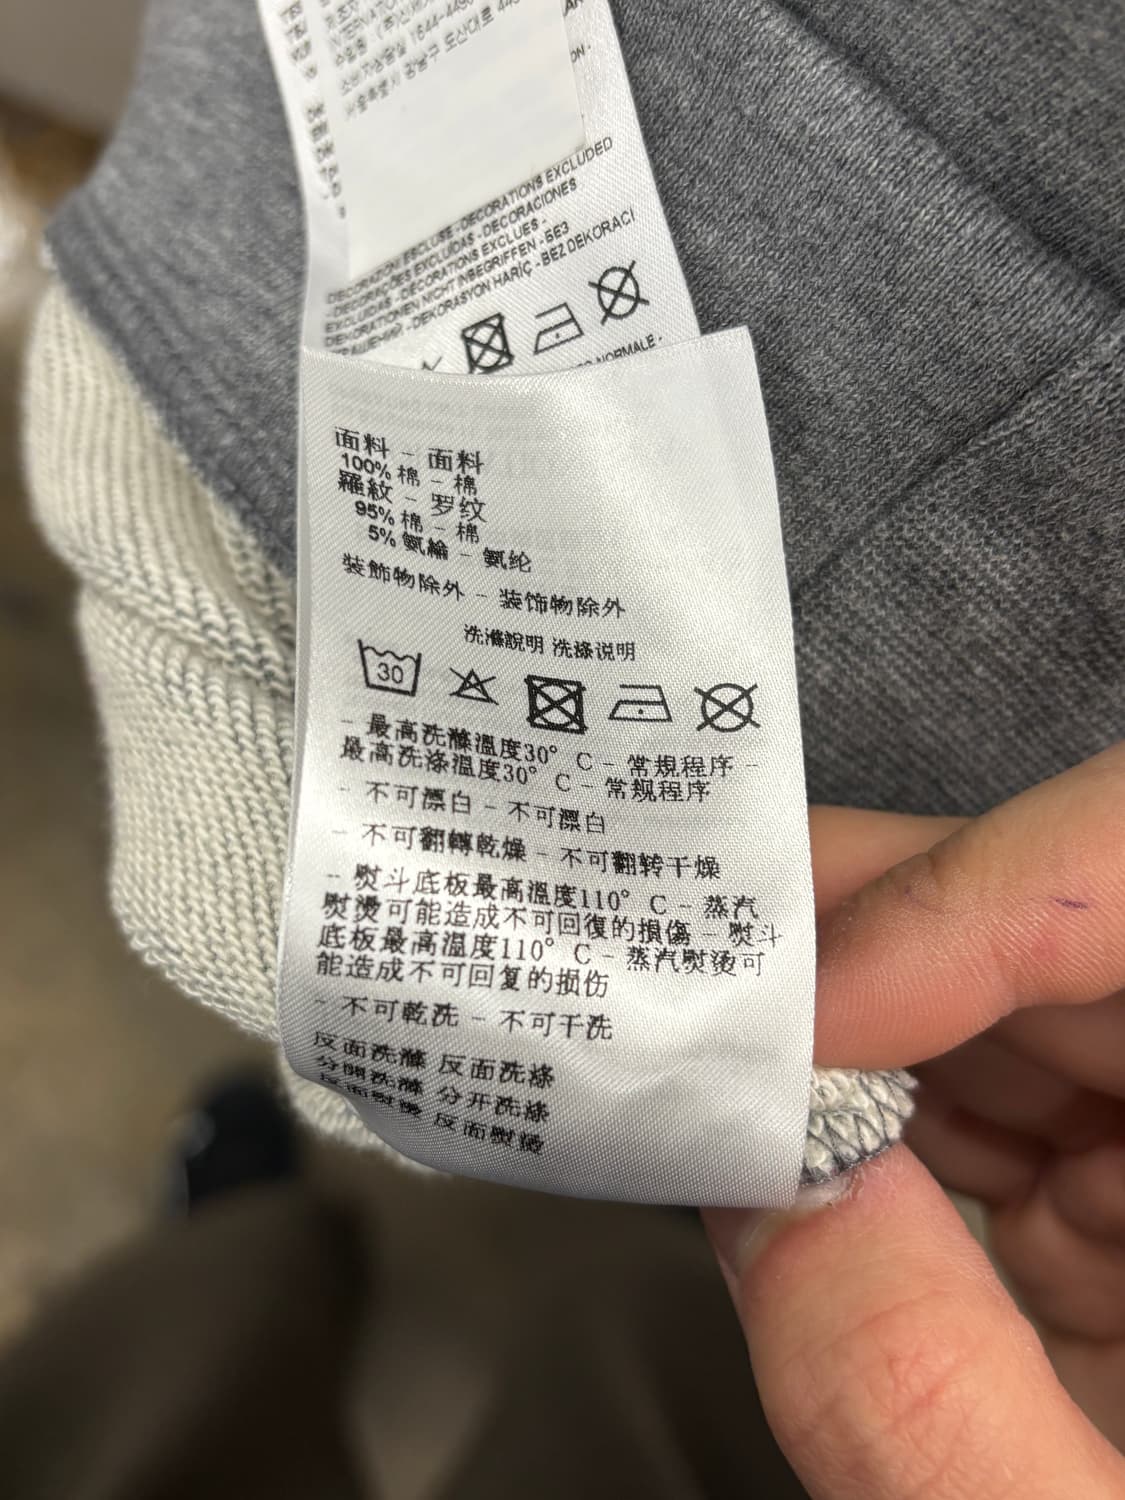 DECORAZIONI ESCLUSE - DECORATIONS EXCLUDED
- DECORAÇÕES EXCLUÍDAS - DECORACIONES
EXCLUIDAS - DÉCORATIONS EXCLUES -
DEKORATIONEN NICHT INBEGRIFFEN - БЕЗ
УКРАШЕНИЙ - DEKORASYON HARİÇ - BEZ DEKORACI
NORMALE -
面料 - 面料
100% 棉 - 棉
羅紋 - 罗纹
95% 棉 - 棉
5% 氨綸 - 氨纶
装飾物除外 - 装饰物除外
洗滌說明 洗涤说明
30
- 最高洗滌溫度30° C - 常規程序 -
最高洗涤温度30° C - 常规程序
- 不可漂白 - 不可漂白
- 不可翻轉乾燥 - 不可翻转干燥
- 熨斗底板最高溫度110° C - 蒸汽
熨燙可能造成不可回復的損傷 - 熨斗
底板最高温度110° C - 蒸汽熨烫可
能造成不可回复的损伤
- 不可乾洗 - 不可干洗
反面洗滌 反面洗涤
分開洗滌 分开洗涤
反面熨燙 反面熨烫